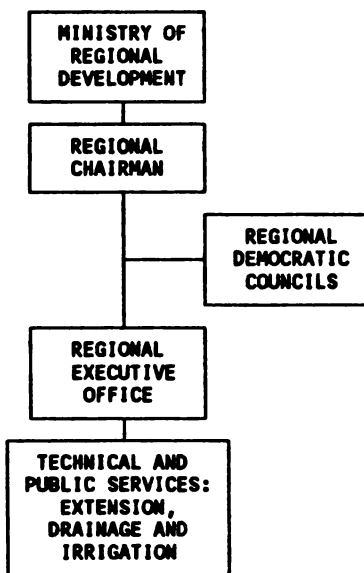 MINISTRY OF
REGIONAL
DEVELOPMENT
REGIONAL
CHAIRMAN
REGIONAL
DEMOCRATIC
COUNCILS
REGIONAL
EXECUTIVE
OFFICE
TECHNICAL AND
PUBLIC SERVICES:
EXTENSION,
DRAINAGE AND
IRRIGATION